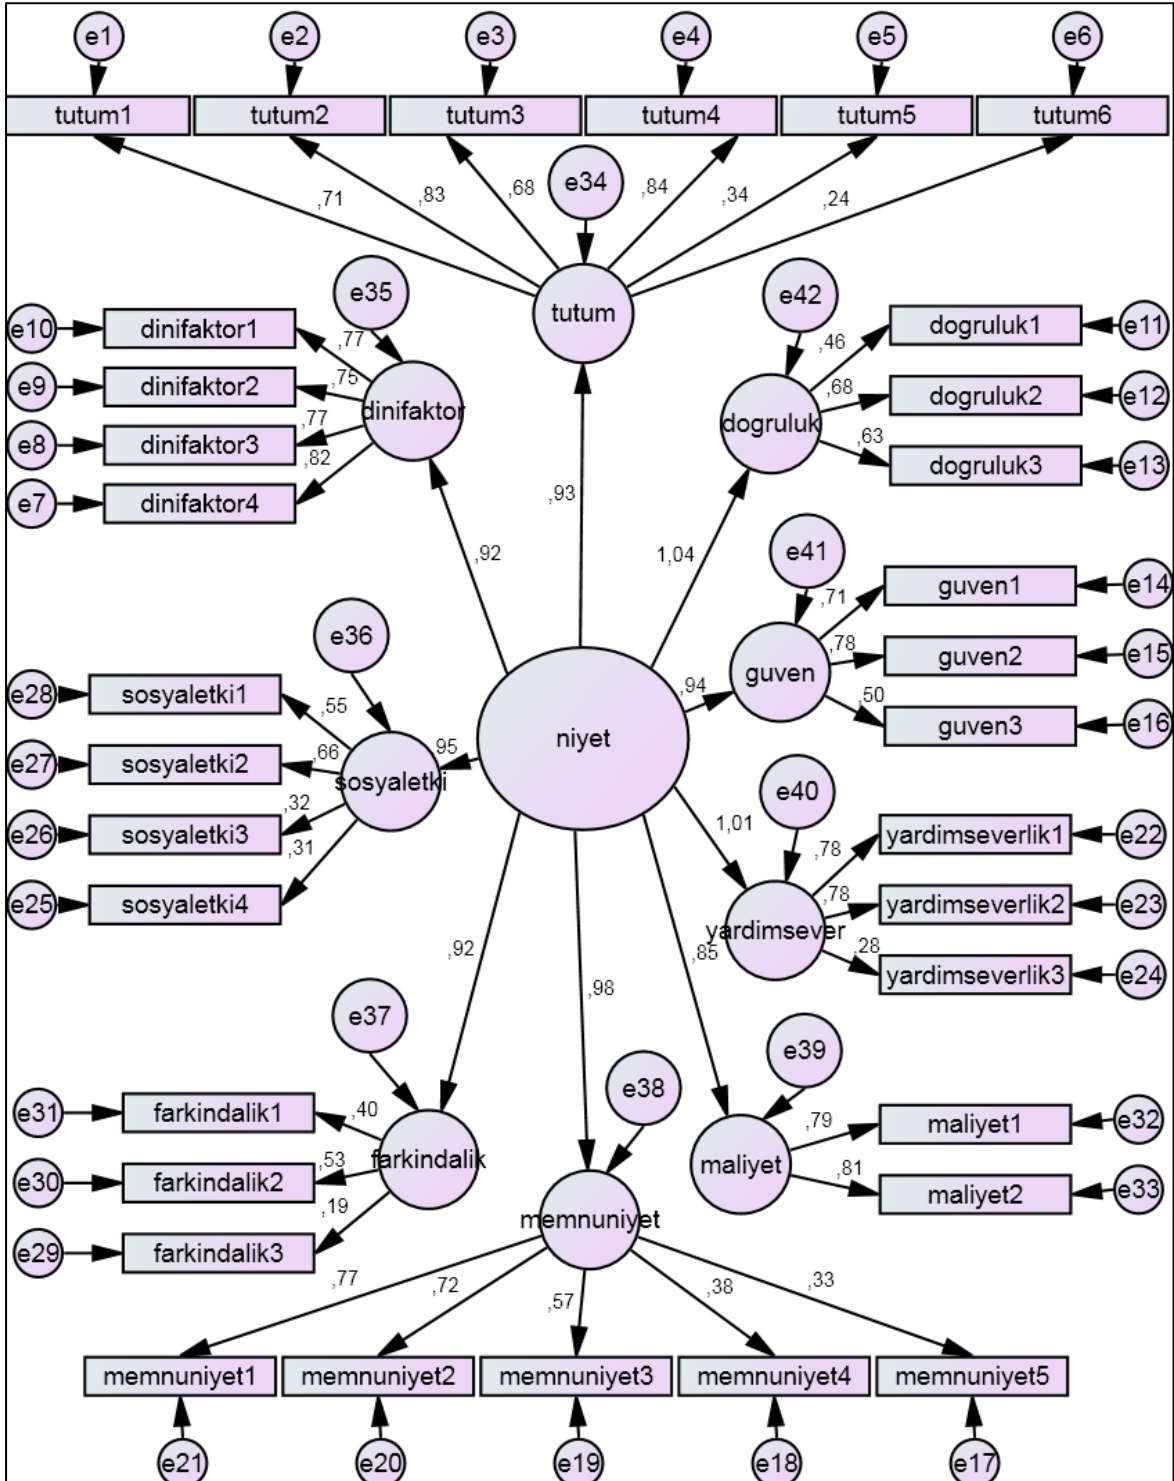 e1 e2 e3 e4 e5 e6
tutum1 tutum2 tutum3 tutum4 tutum5 tutum6
,71 ,83 ,68 ,84 ,34 ,24
e34
tutum
e35
e10 dinifaktor1 ,77
e9 dinifaktor2 ,75
e8 dinifaktor3 ,77
e7 dinifaktor4 ,82
dinifaktor
e42
dogruluk
,46 dogruluk1 e11
,68 dogruluk2 e12
,63 dogruluk3 e13
,93
,92
1,04
e41
guven
,71 guven1 e14
,78 guven2 e15
,50 guven3 e16
,94
niyet
e36
e28 sosyaletki1 ,55
e27 sosyaletki2 ,66
e26 sosyaletki3 ,32
e25 sosyaletki4 ,31
sosyaletki
95
e40
1,01
yardimsever
,78 yardimseverlik1 e22
,78 yardimseverlik2 e23
,28 yardimseverlik3 e24
,92
,98
,85
e37
e31 farkindalik1 ,40
e30 farkindalik2 ,53
e29 farkindalik3 ,19
farkindalik
e38
e39
maliyet
,79 maliyet1 e32
,81 maliyet2 e33
memnuniyet
,77 ,72 ,57 ,38 ,33
memnuniyet1 memnuniyet2 memnuniyet3 memnuniyet4 memnuniyet5
e21 e20 e19 e18 e17